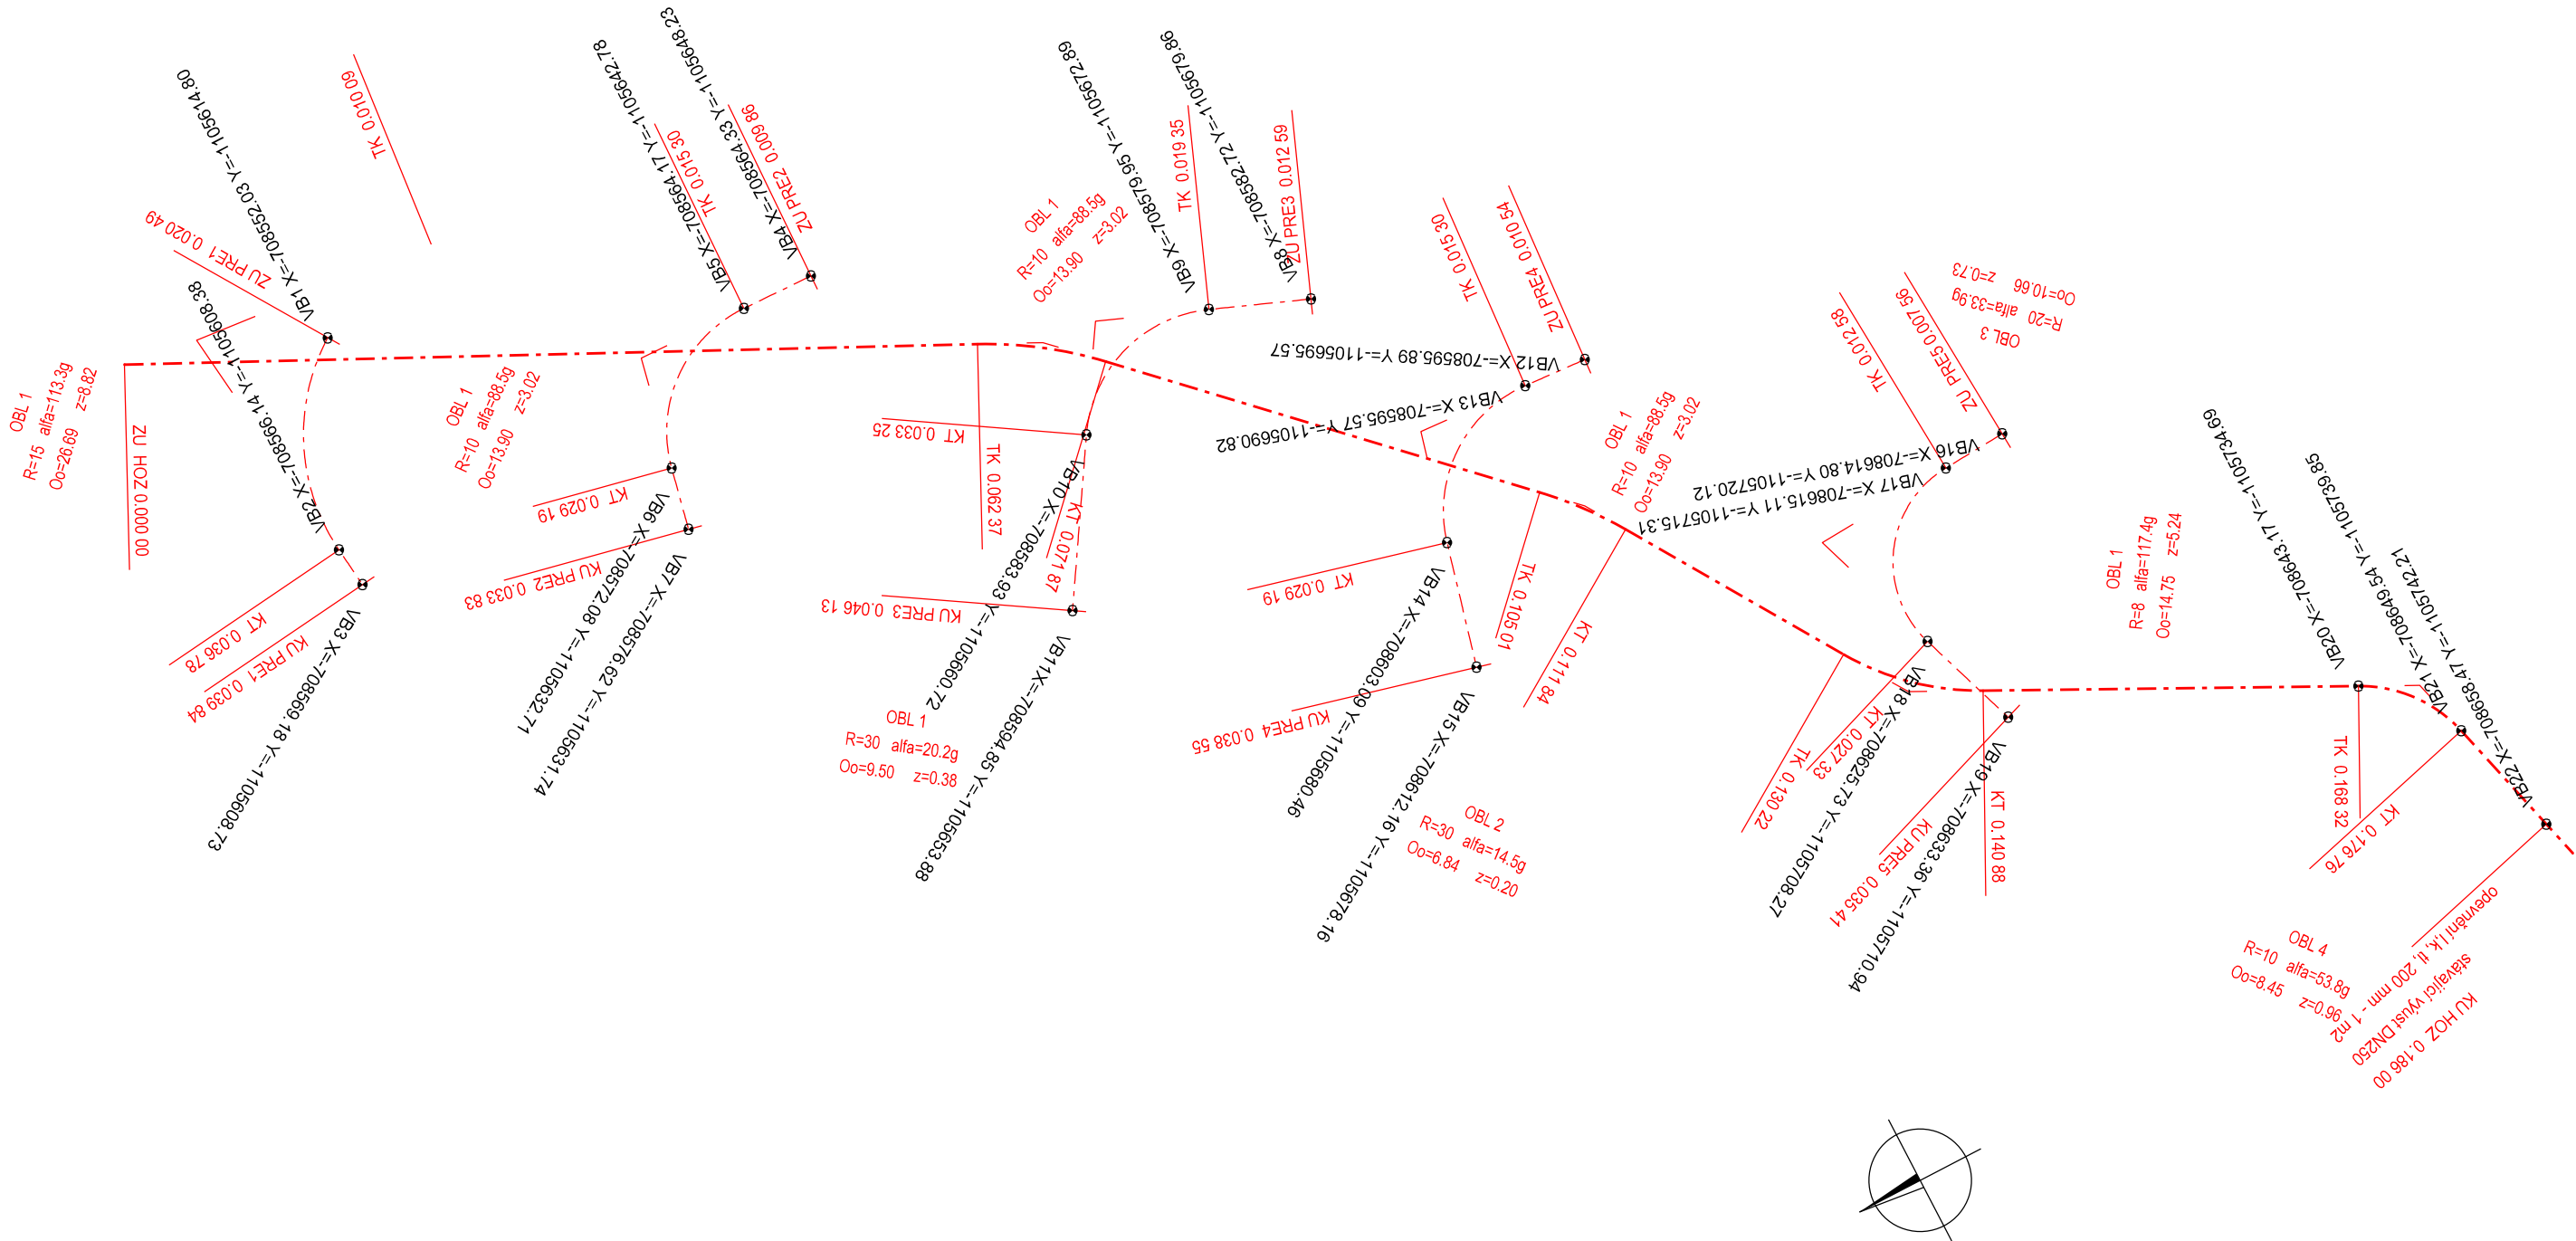 OBL 1
R=15 alfa=113.3g
Oo=26.69 z=8.82
ZU HOZ 0.000 00
VB1 X=-708552.03 Y=-1105614.80
ZU PRE1 0.020 49
TK 0.010 09
VB2 X=-708566.14 Y=-1105608.38
KT 0.036 78
KU PRE1 0.039 84
VB3 X=-708569.18 Y=-1105608.73
OBL 1
R=10 alfa=88.5g
Oo=13.90 z=3.02
VB5 X=-708564.17 Y=-1105642.78
TK 0.015 30
VB4 X=-708564.33 Y=-1105648.23
ZU PRE2 0.009 86
KT 0.029 19
KU PRE2 0.033 83
VB6 X=-708572.08 Y=-1105632.71
VB7 X=-708576.62 Y=-1105631.74
OBL 1
R=10 alfa=88.5g
Oo=13.90 z=3.02
VB9 X=-708579.95 Y=-1105672.89
TK 0.019 35
VB8 X=-708582.72 Y=-1105679.86
ZU PRE3 0.012 59
KT 0.033 25
TK 0.062 37
KT 0.071 87
VB10 X=-708583.93 Y=-1105660.72
KU PRE3 0.046 13
VB11X=-708594.85 Y=-1105653.88
OBL 1
R=30 alfa=20.2g
Oo=9.50 z=0.38
TK 0.015 30
ZU PRE4 0.010 54
VB12 X=-708595.89 Y=-1105695.57
VB13 X=-708595.57 Y=-1105690.82
OBL 1
R=10 alfa=88.5g
Oo=13.90 z=3.02
KT 0.029 19
KU PRE4 0.038 55
VB14 X=-708603.09 Y=-1105680.46
VB15 X=-708612.16 Y=-1105678.16
TK 0.105 01
KT 0.111 84
OBL 2
R=30 alfa=14.5g
Oo=6.84 z=0.20
TK 0.012 58
ZU PRE5 0.007 56
OBL 3
R=20 alfa=33.9g
Oo=10.66 z=0.73
VB16 X=-708614.80 Y=-1105720.12
VB17 X=-708615.11 Y=-1105715.31
TK 0.130 22
KT 0.027 33
VB18 X=-708625.73 Y=-1105708.27
KU PRE5 0.035 41
VB19 X=-708633.36 Y=-1105710.94
KT 0.140 88
OBL 1
R=8 alfa=117.4g
Oo=14.75 z=5.24
VB20 X=-708643.17 Y=-1105734.69
VB21 X=-708649.54 Y=-1105739.85
VB22 X=-708658.47 Y=-1105742.21
TK 0.168 32
KT 0.176 76
OBL 4
R=10 alfa=53.8g
Oo=8.45 z=0.96
opevnění l.k. tl. 200 mm - 1 m2
stávající výust DN250
KU HOZ 0.186 00